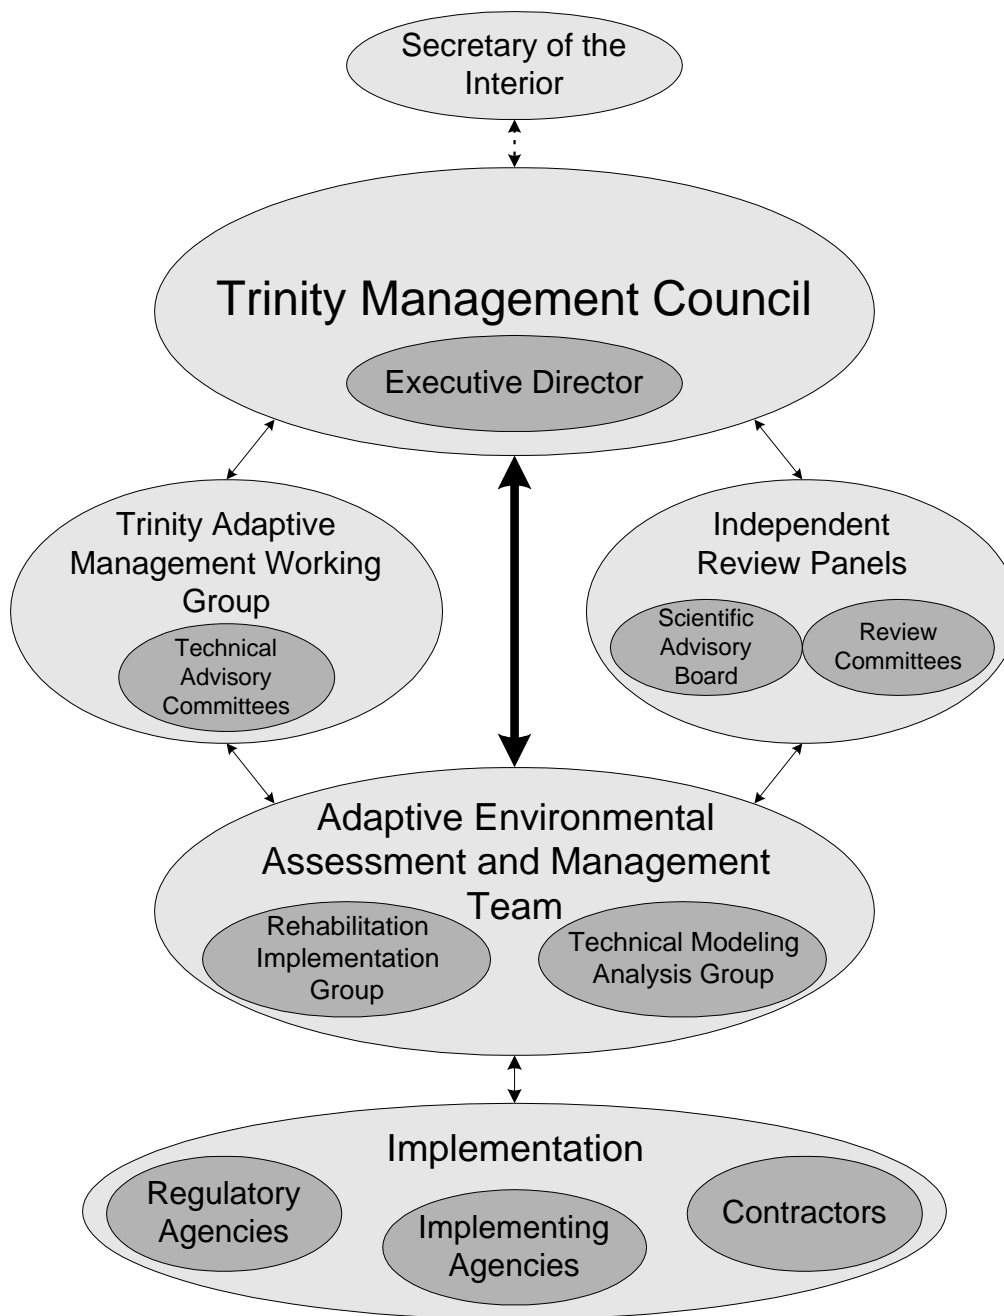 Secretary of the
Interior
Trinity Management Council
Executive Director
Trinity Adaptive
Management Working
Group
Technical
Advisory
Committees
Independent
Review Panels
Scientific
Advisory
Board
Review
Committees
Adaptive Environmental
Assessment and Management
Team
Rehabilitation
Implementation
Group
Technical Modeling
Analysis Group
Implementation
Regulatory
Agencies
Implementing
Agencies
Contractors